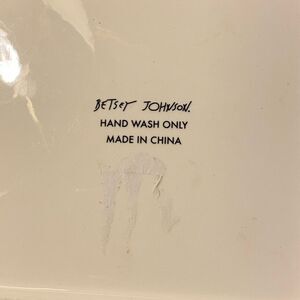 BETSEY JOHNSON.
HAND WASH ONLY
MADE IN CHINA